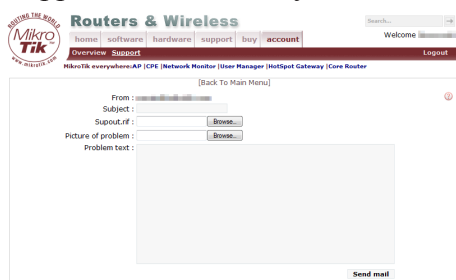 ROUTING THE WORLD
Mikro
Tik
www.mikrotik.com
Routers & Wireless
Search...
home software hardware support buy account
Welcome
Overview Support
Logout
MikroTik everywhere: AP |CPE |Network Monitor |User Manager |HotSpot Gateway |Core Router
[Back To Main Menu]
From :
Subject :
Supout.rif : Browse..
Picture of problem : Browse..
Problem text :
Send mail